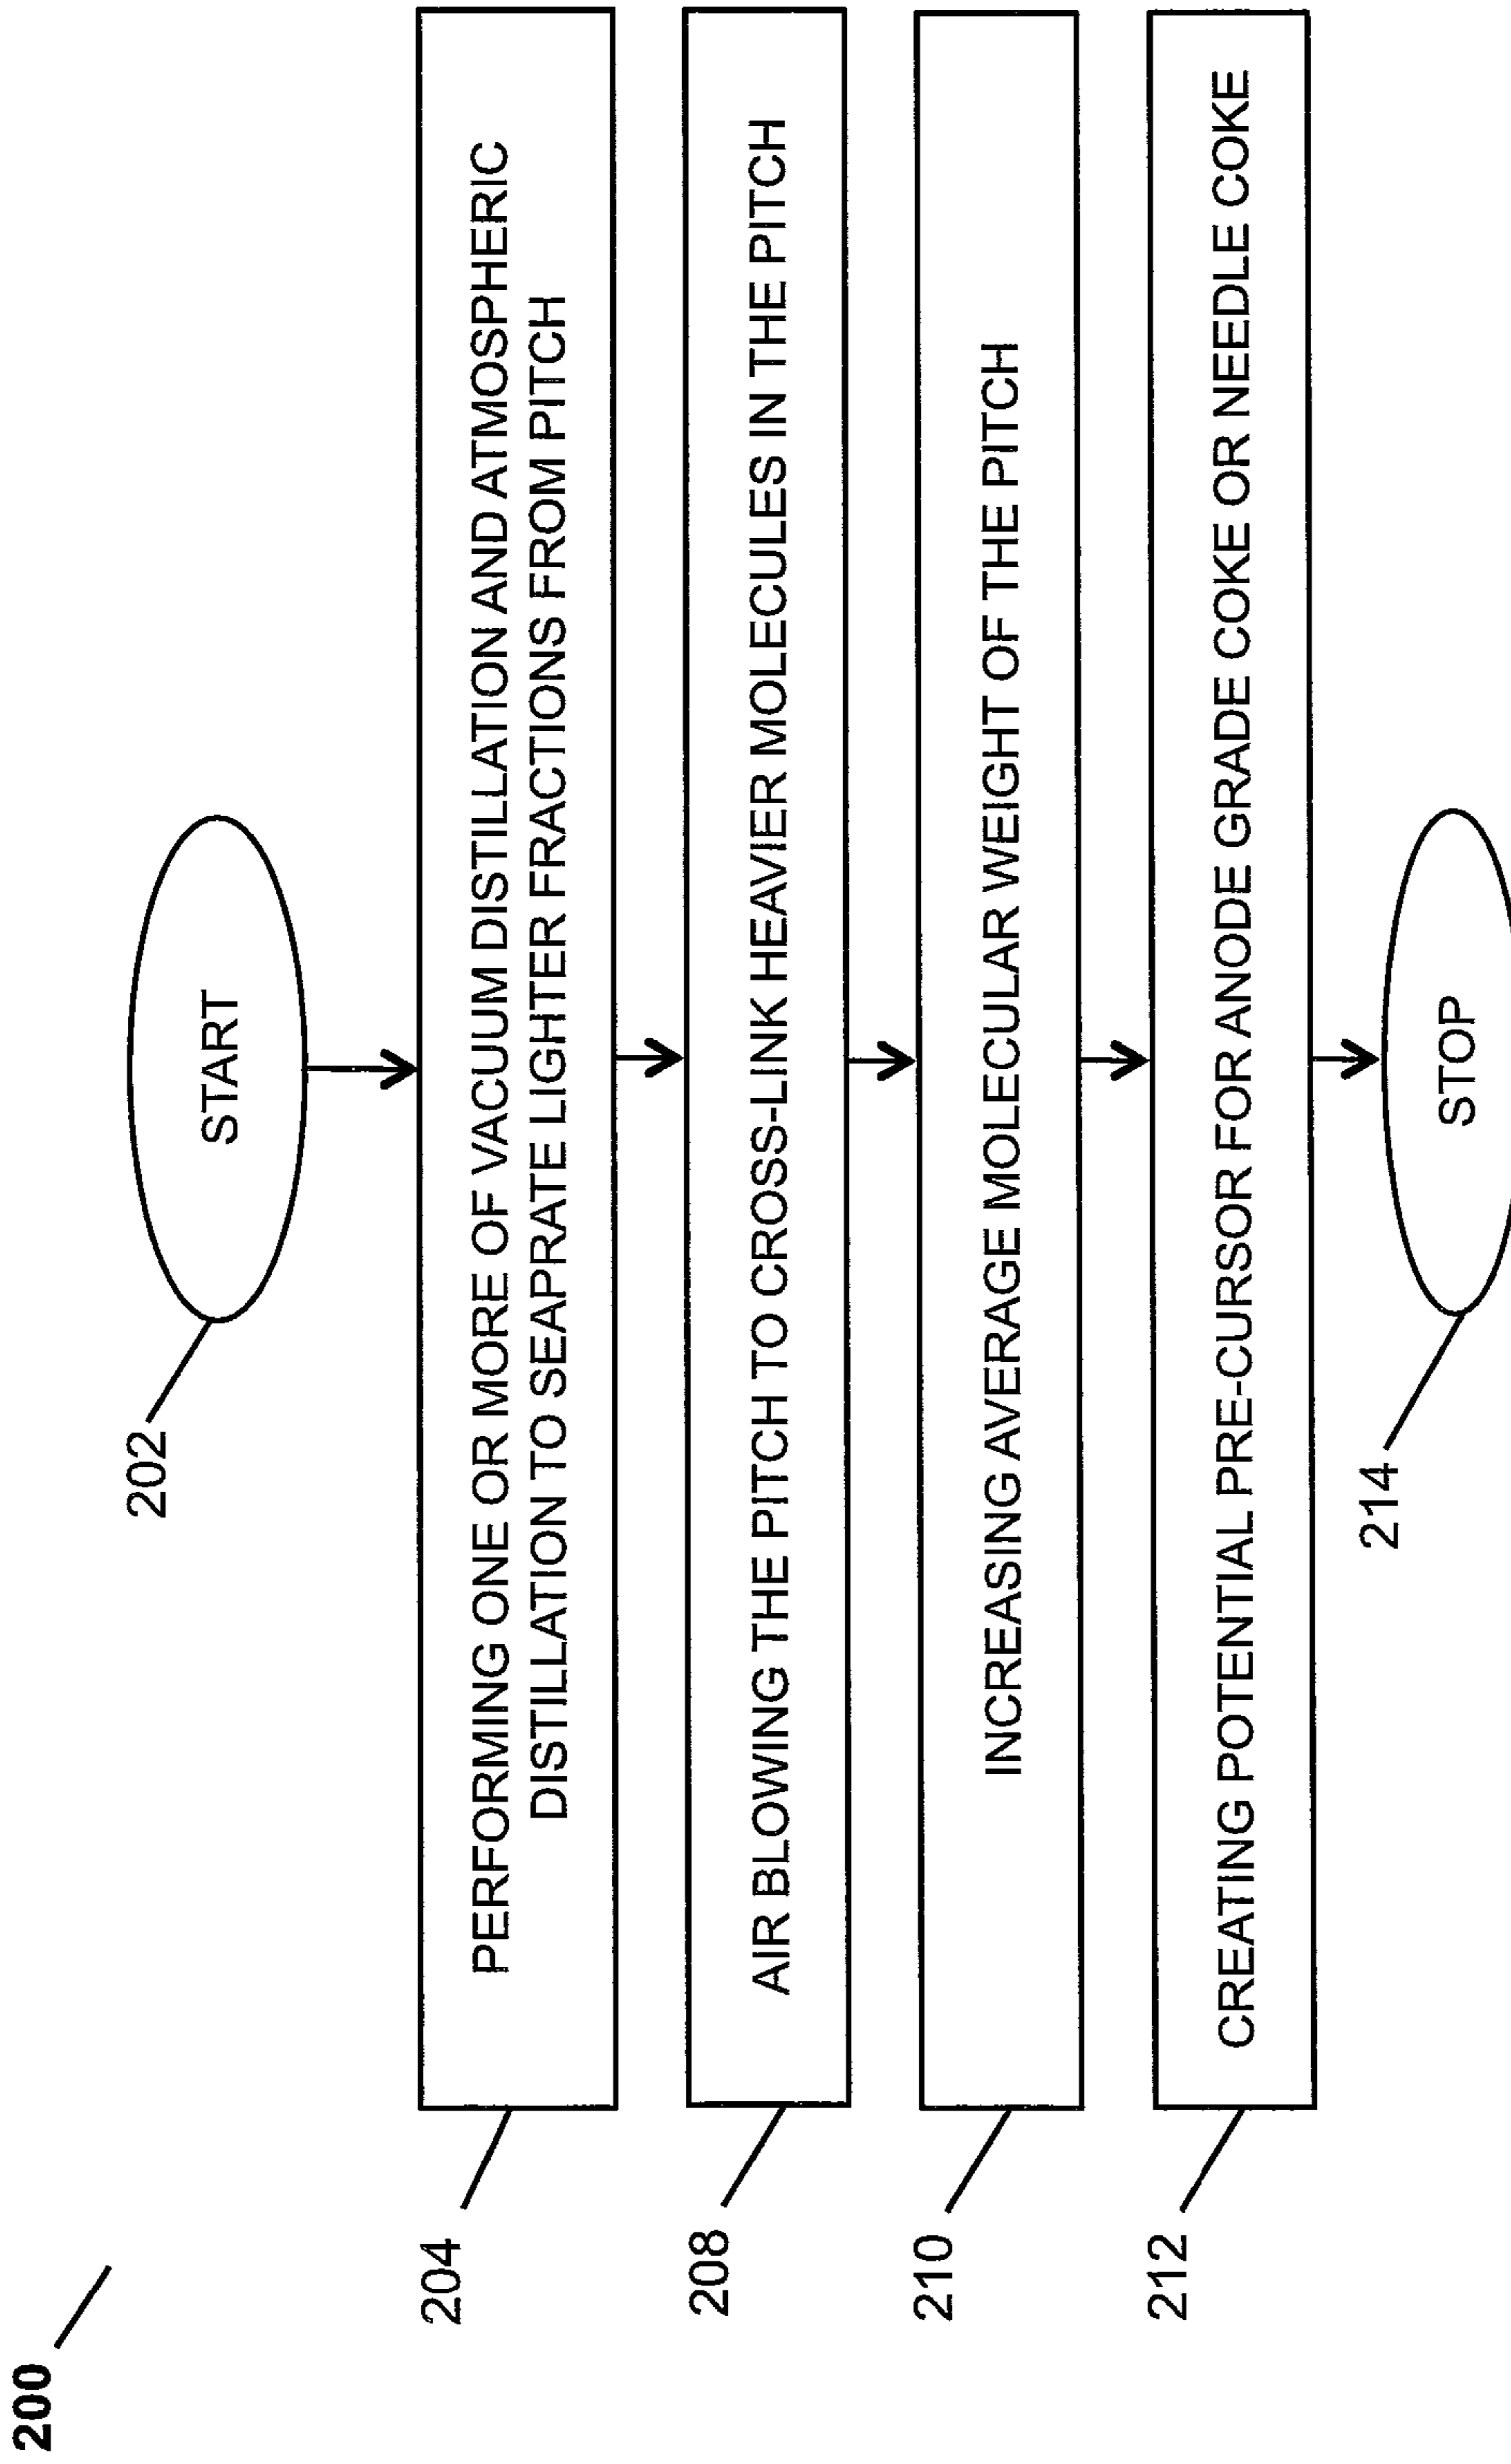 200
START
202
PERFORMING ONE OR MORE OF VACUUM DISTILLATION AND ATMOSPHERIC
DISTILLATION TO SEAPRATE LIGHTER FRACTIONS FROM PITCH
204
AIR BLOWING THE PITCH TO CROSS-LINK HEAVIER MOLECULES IN THE PITCH
208
INCREASING AVERAGE MOLECULAR WEIGHT OF THE PITCH
210
CREATING POTENTIAL PRE-CURSOR FOR ANODE GRADE COKE OR NEEDLE COKE
212
STOP
214